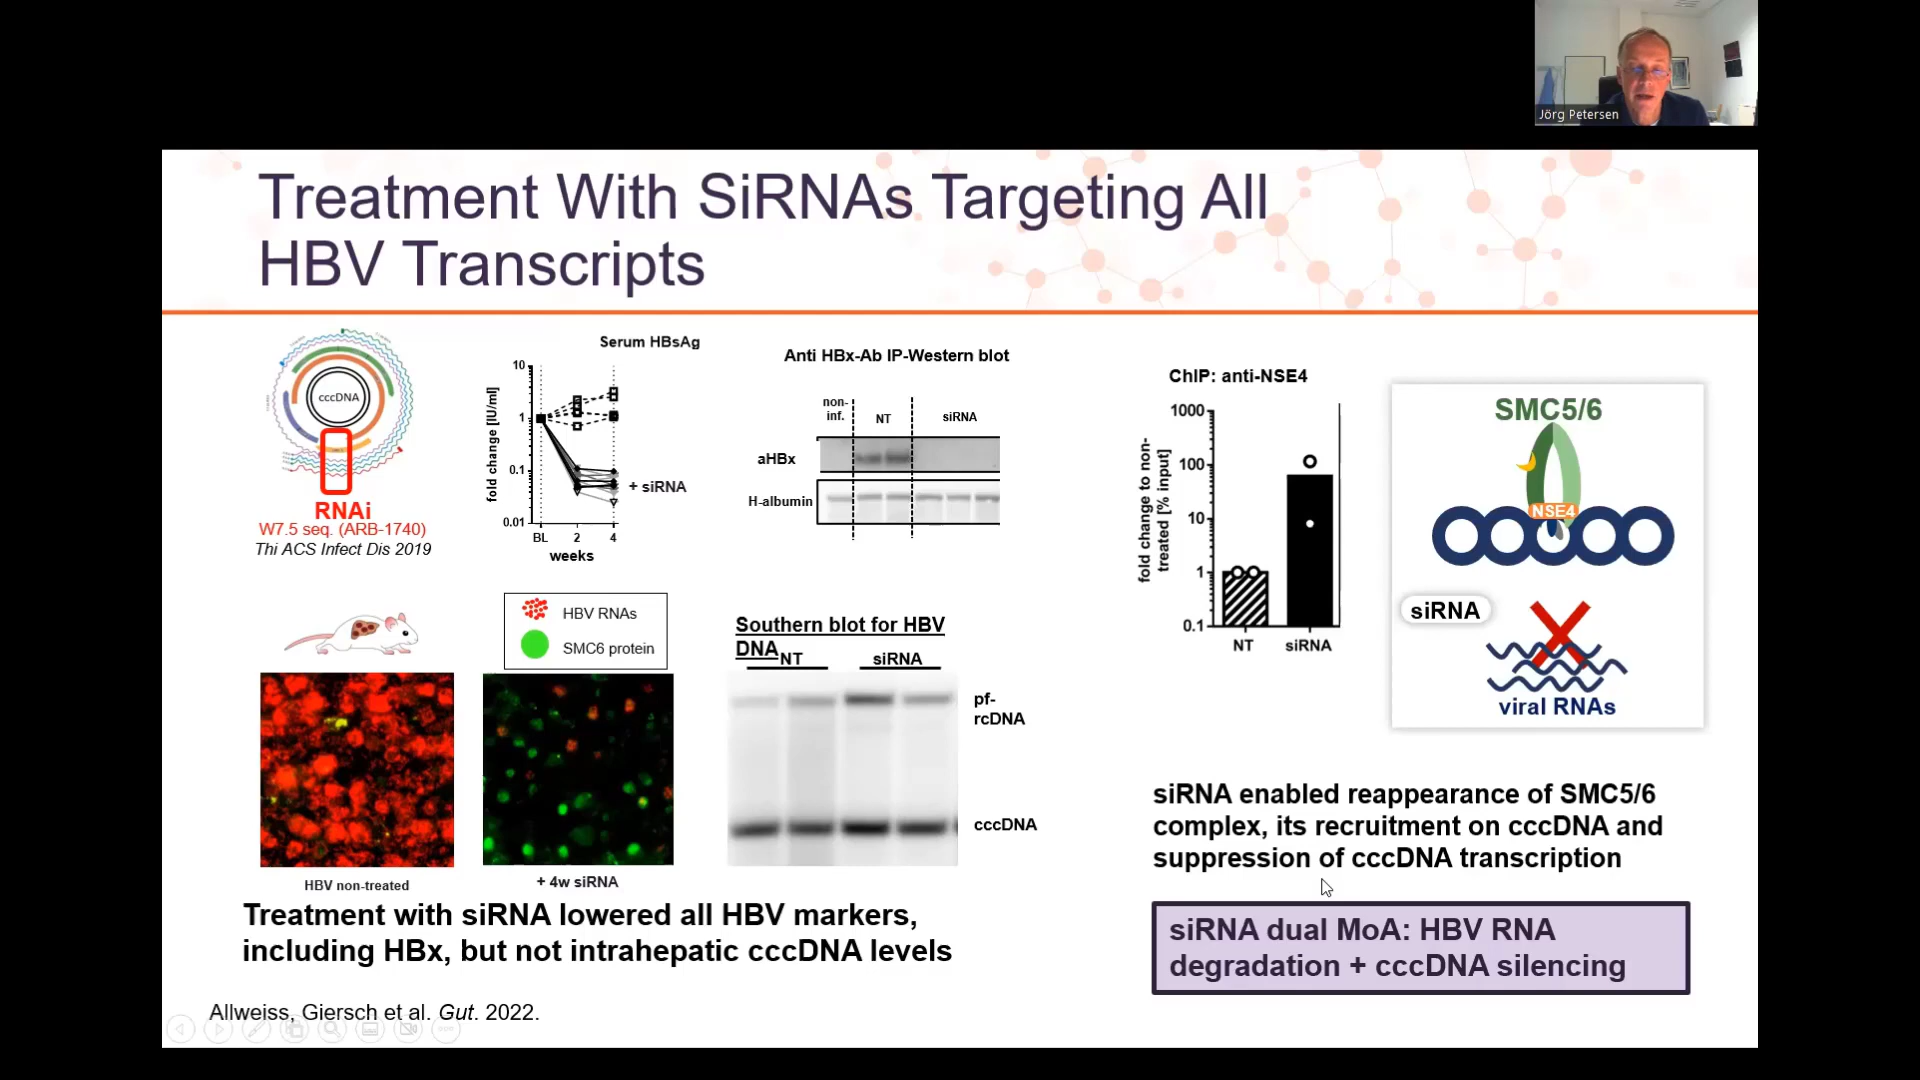 Jörg Petersen
Treatment With SiRNAs Targeting All
HBV Transcripts
cccDNA
RNAi
W7.5 seq. (ARB-1740)
Thi ACS Infect Dis 2019
Serum HBsAg
fold change [IU/ml]
10
1
0.1
0.01
BL
2
4
weeks
+ siRNA
Anti HBx-Ab IP-Western blot
non-
inf.
NT
siRNA
aHBx
H-albumin
ChIP: anti-NSE4
fold change to non-
treated [% input]
1000
100
10
1
0.1
NT
siRNA
SMC5/6
NSE4
siRNA
viral RNAs
HBV RNAs
SMC6 protein
HBV non-treated
+ 4w siRNA
Southern blot for HBV
DNA
NT
siRNA
pf-
rcDNA
cccDNA
Treatment with siRNA lowered all HBV markers,
including HBx, but not intrahepatic cccDNA levels
siRNA enabled reappearance of SMC5/6
complex, its recruitment on cccDNA and
suppression of cccDNA transcription
siRNA dual MoA: HBV RNA
degradation + cccDNA silencing
Allweiss, Giersch et al. Gut. 2022.